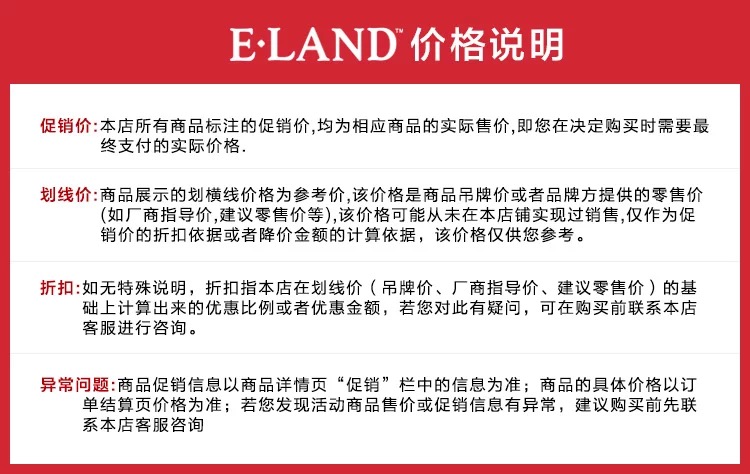 E·LAND™ 价格说明
促销价:本店所有商品标注的促销价,均为相应商品的实际售价,即您在决定购买时需要最
终支付的实际价格.
划线价:商品展示的划横线价格为参考价,该价格是商品吊牌价或者品牌方提供的零售价
(如厂商指导价,建议零售价等),该价格可能从未在本店铺实现过销售,仅作为促
销价的折扣依据或者降价金额的计算依据，该价格仅供您参考。
折扣:如无特殊说明，折扣指本店在划线价（吊牌价、厂商指导价、建议零售价）的基
础上计算出来的优惠比例或者优惠金额，若您对此有疑问，可在购买前联系本店
客服进行咨询。
异常问题:商品促销信息以商品详情页“促销”栏中的信息为准；商品的具体价格以订
单结算页价格为准；若您发现活动商品售价或促销信息有异常，建议购买前先联
系本店客服咨询